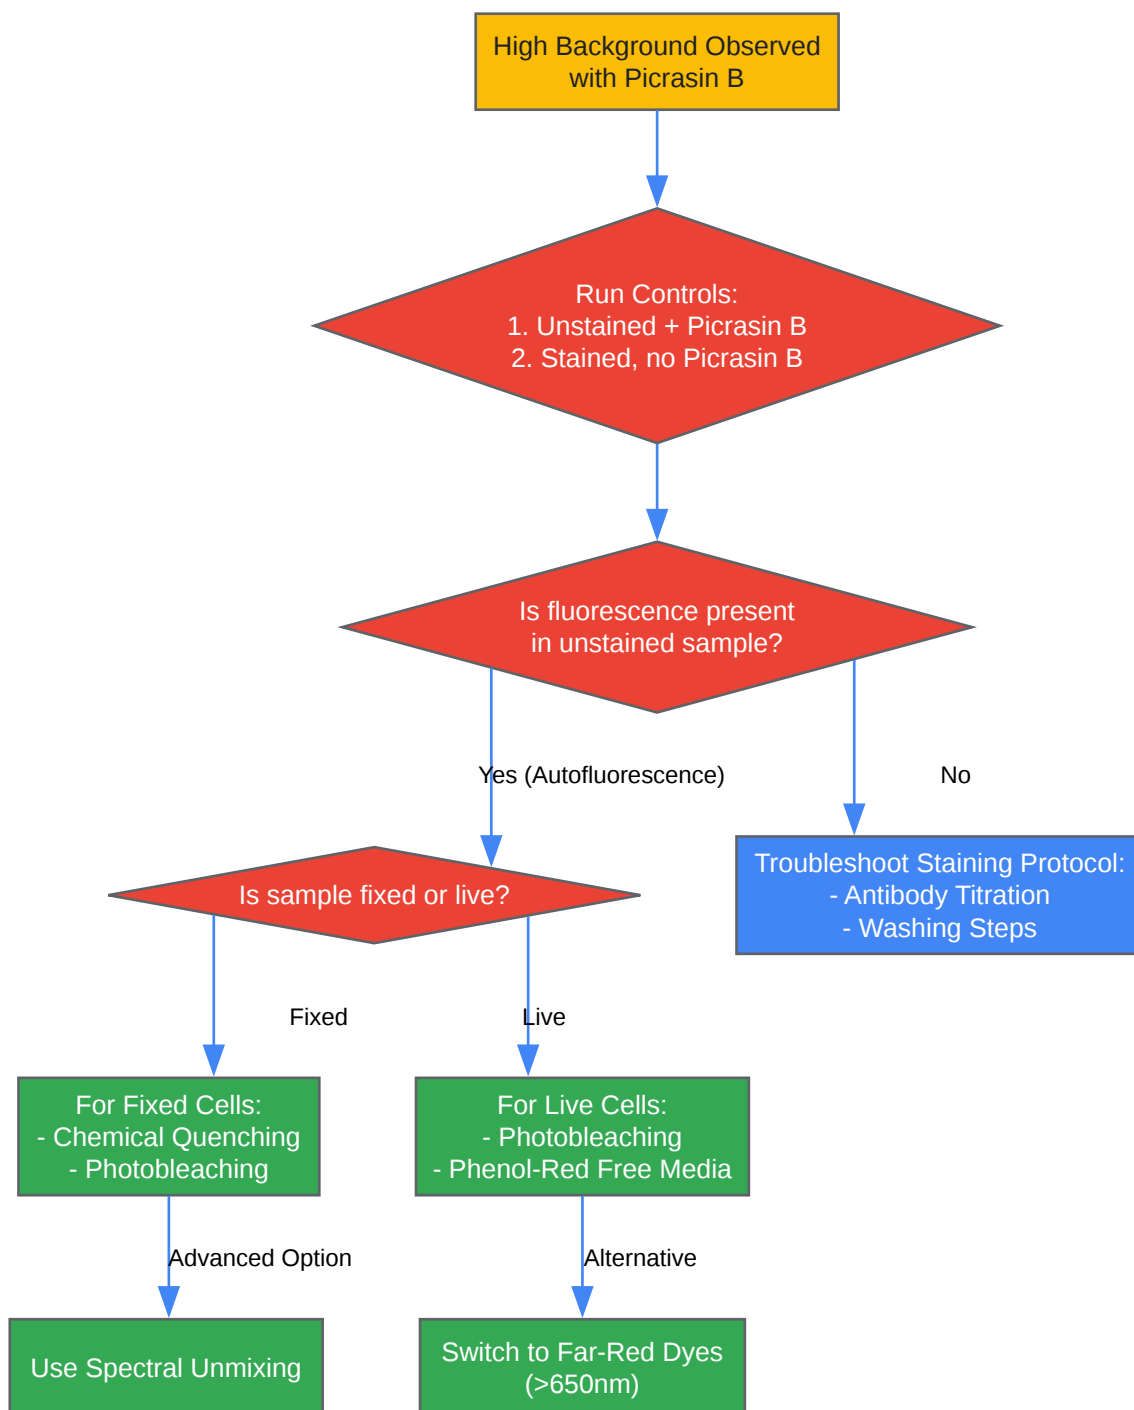 High Background Observed
with Picrasin B
Run Controls:
1. Unstained + Picrasin B
2. Stained, no Picrasin B
Is fluorescence present
in unstained sample?
Yes (Autofluorescence)
No
Is sample fixed or live?
Troubleshoot Staining Protocol:
- Antibody Titration
- Washing Steps
Fixed
Live
For Fixed Cells:
- Chemical Quenching
- Photobleaching
For Live Cells:
- Photobleaching
- Phenol-Red Free Media
Advanced Option
Alternative
Use Spectral Unmixing
Switch to Far-Red Dyes
(>650nm)